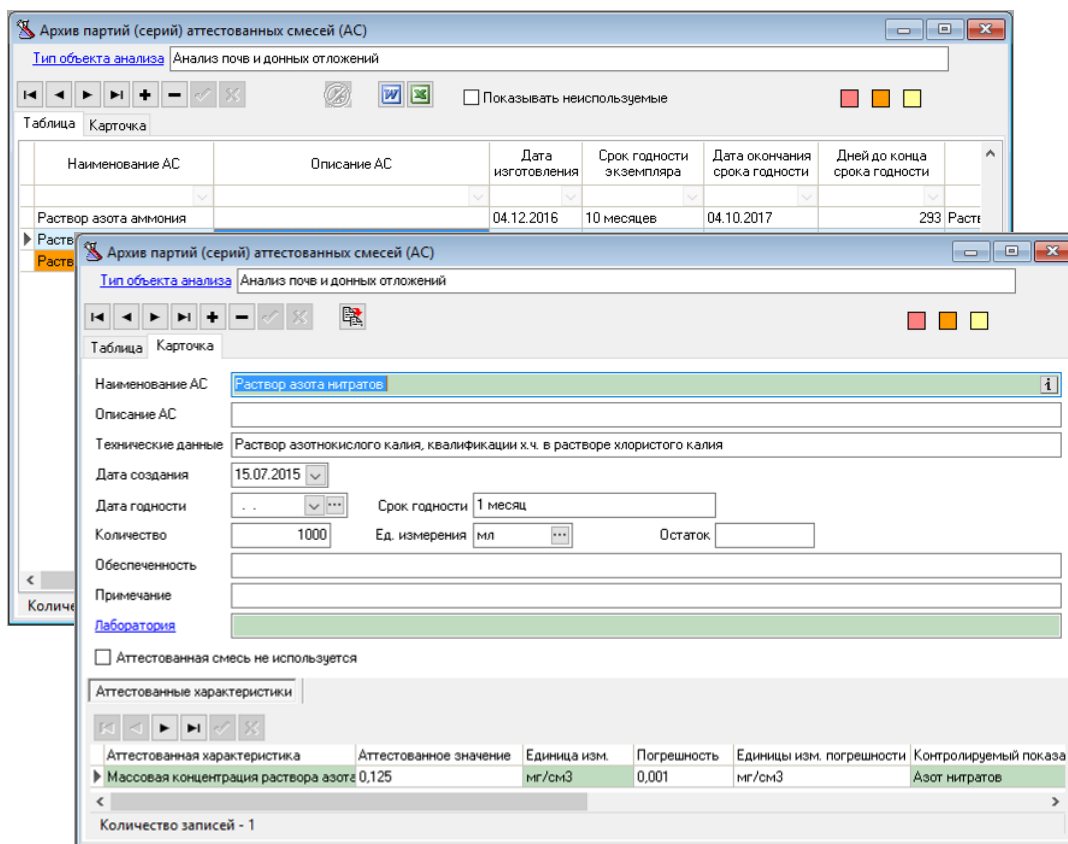 Архив партий (серий) аттестованных смесей (АС)
Тип объекта анализа Анализ почв и донных отложений
Показывать неиспользуемые
Таблица Карточка
Наименование АС Описание АС Дата изготовления Срок годности экземпляра Дата окончания срока годности Дней до конца срока годности
Раствор азота аммония 04.12.2016 10 месяцев 04.10.2017 293
Архив партий (серий) аттестованных смесей (АС)
Тип объекта анализа Анализ почв и донных отложений
Таблица Карточка
Наименование АС Раствор азота нитратов
Описание АС
Технические данные Раствор азотнокислого калия, квалификации х.ч. в растворе хлористого калия
Дата создания 15.07.2015
Дата годности . . Срок годности 1 месяц
Количество 1000 Ед. измерения мл Остаток
Обеспеченность
Примечание
Лаборатория
Аттестованная смесь не используется
Аттестованные характеристики
Аттестованная характеристика Аттестованное значение Единица изм. Погрешность Единицы изм. погрешности Контролируемый показа
Массовая концентрация раствора азота 0,125 мг/см3 0,001 мг/см3 Азот нитратов
Количество записей - 1